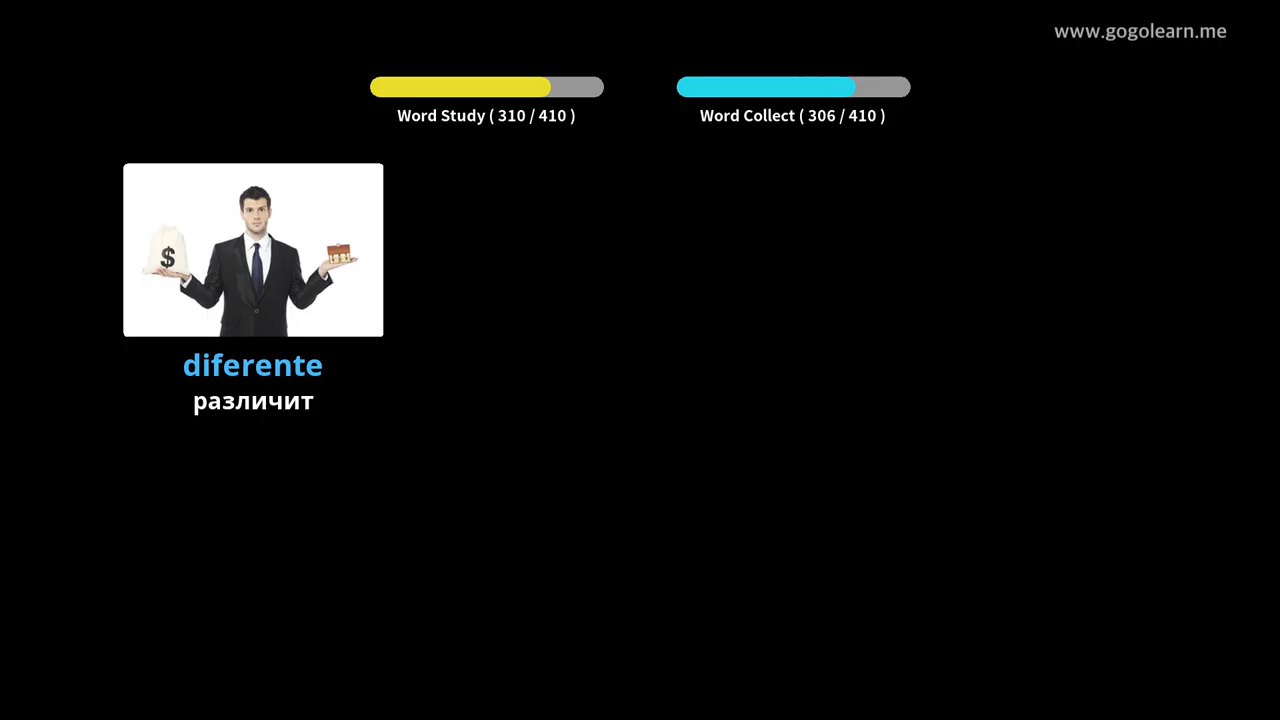 www.gogolearn.me
Word Study ( 310 / 410 )
Word Collect ( 306 / 410 )
$
diferente
различит